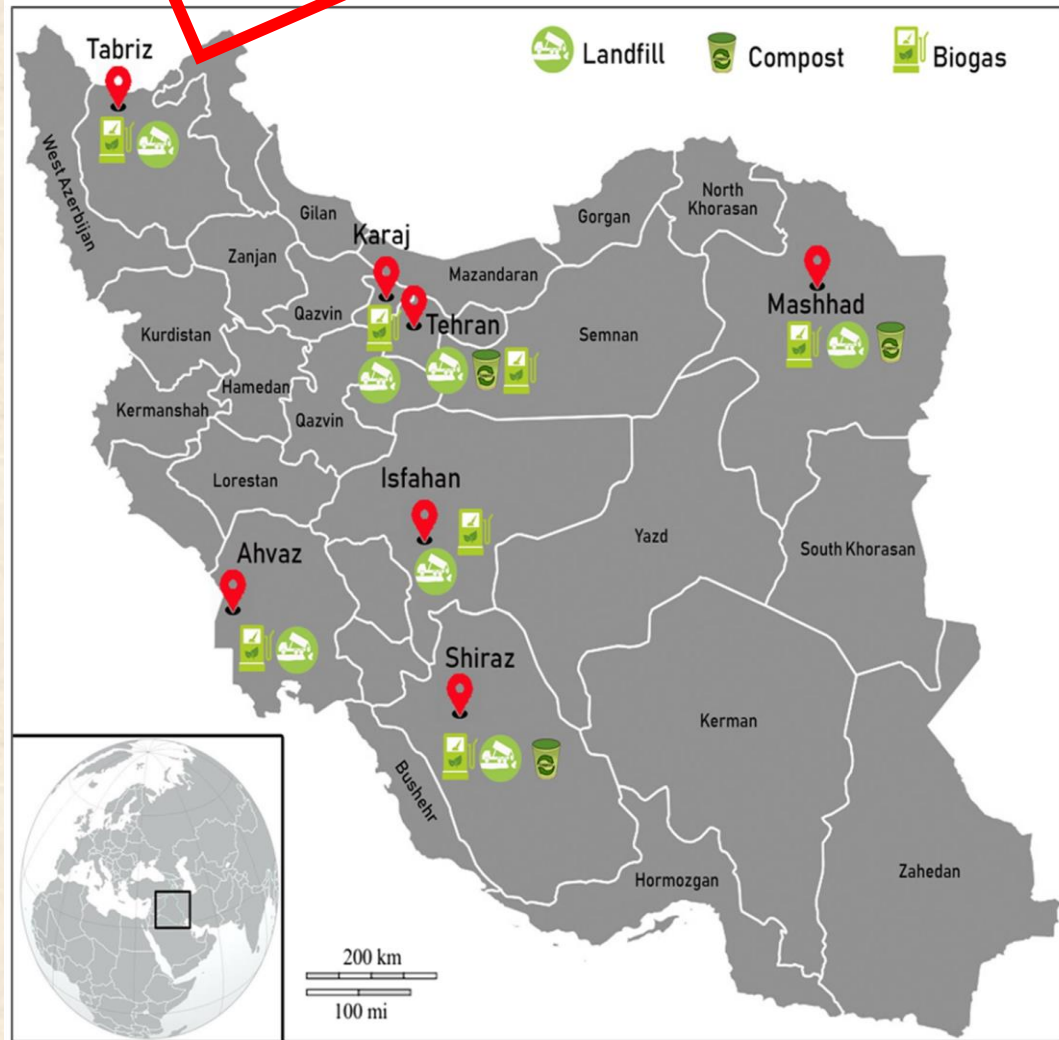 Tabriz
Landfill
Compost
Biogas
West Azerbijan
Gilan
Karaj
Zanjan
Qazvin
Mazandaran
Gorgan
North
Khorasan
Mashhad
Tehran
Semnan
Kurdistan
Hamedan
Kermanshah
Qazvin
Lorestan
Isfahan
Yazd
South Khorasan
Ahvaz
Shiraz
Kerman
Bushehr
Hormozgan
Zahedan
200 km
100 mi